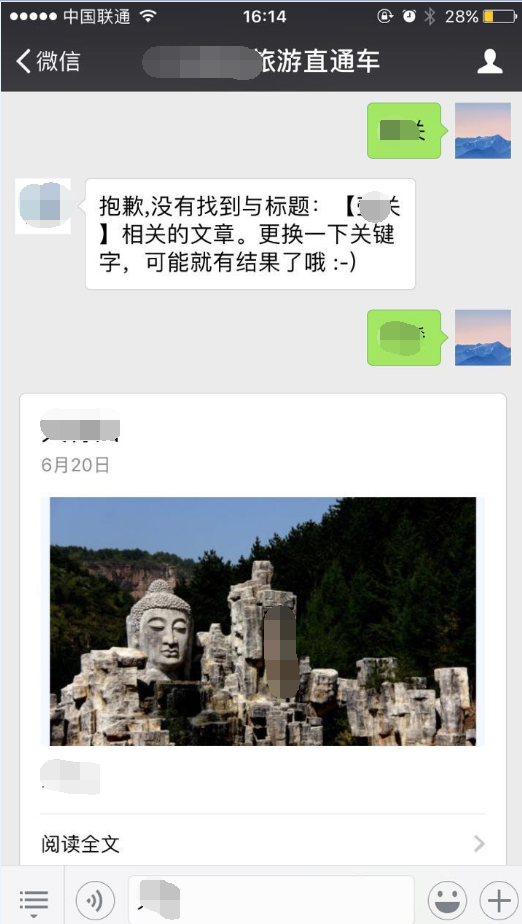 中国联通 16:14 28%
微信 旅游直通车
关
抱歉,没有找到与标题：【关
】相关的文章。更换一下关键
字，可能就有结果了哦 :-)
6月20日
阅读全文